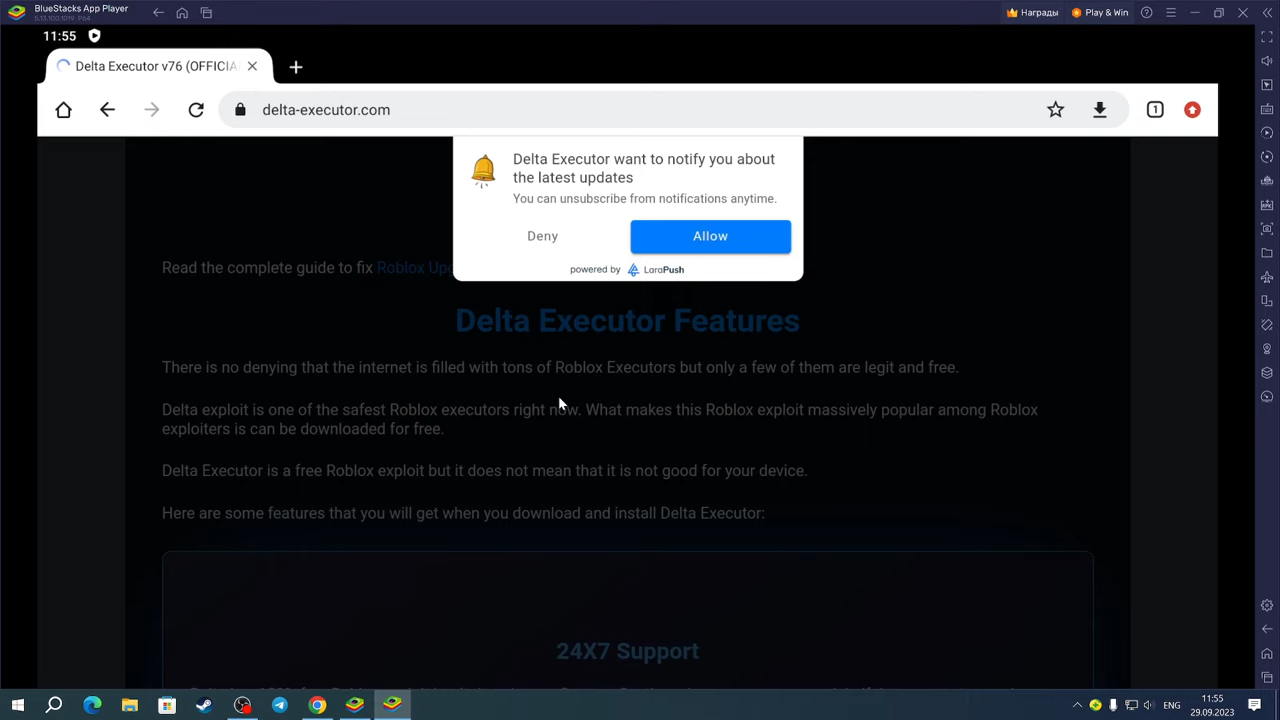 BlueStacks App Player
5.13.100.1019 P64
Награды
Play & Win
11:55
Delta Executor v76 (OFFICIA
delta-executor.com
1
Delta Executor want to notify you about
the latest updates
You can unsubscribe from notifications anytime.
Deny
Allow
powered by LaraPush
Read the complete guide to fix Roblox Upd
Delta Executor Features
There is no denying that the internet is filled with tons of Roblox Executors but only a few of them are legit and free.
Delta exploit is one of the safest Roblox executors right now. What makes this Roblox exploit massively popular among Roblox
exploiters is can be downloaded for free.
Delta Executor is a free Roblox exploit but it does not mean that it is not good for your device.
Here are some features that you will get when you download and install Delta Executor:
24X7 Support
11:55
29.09.2023